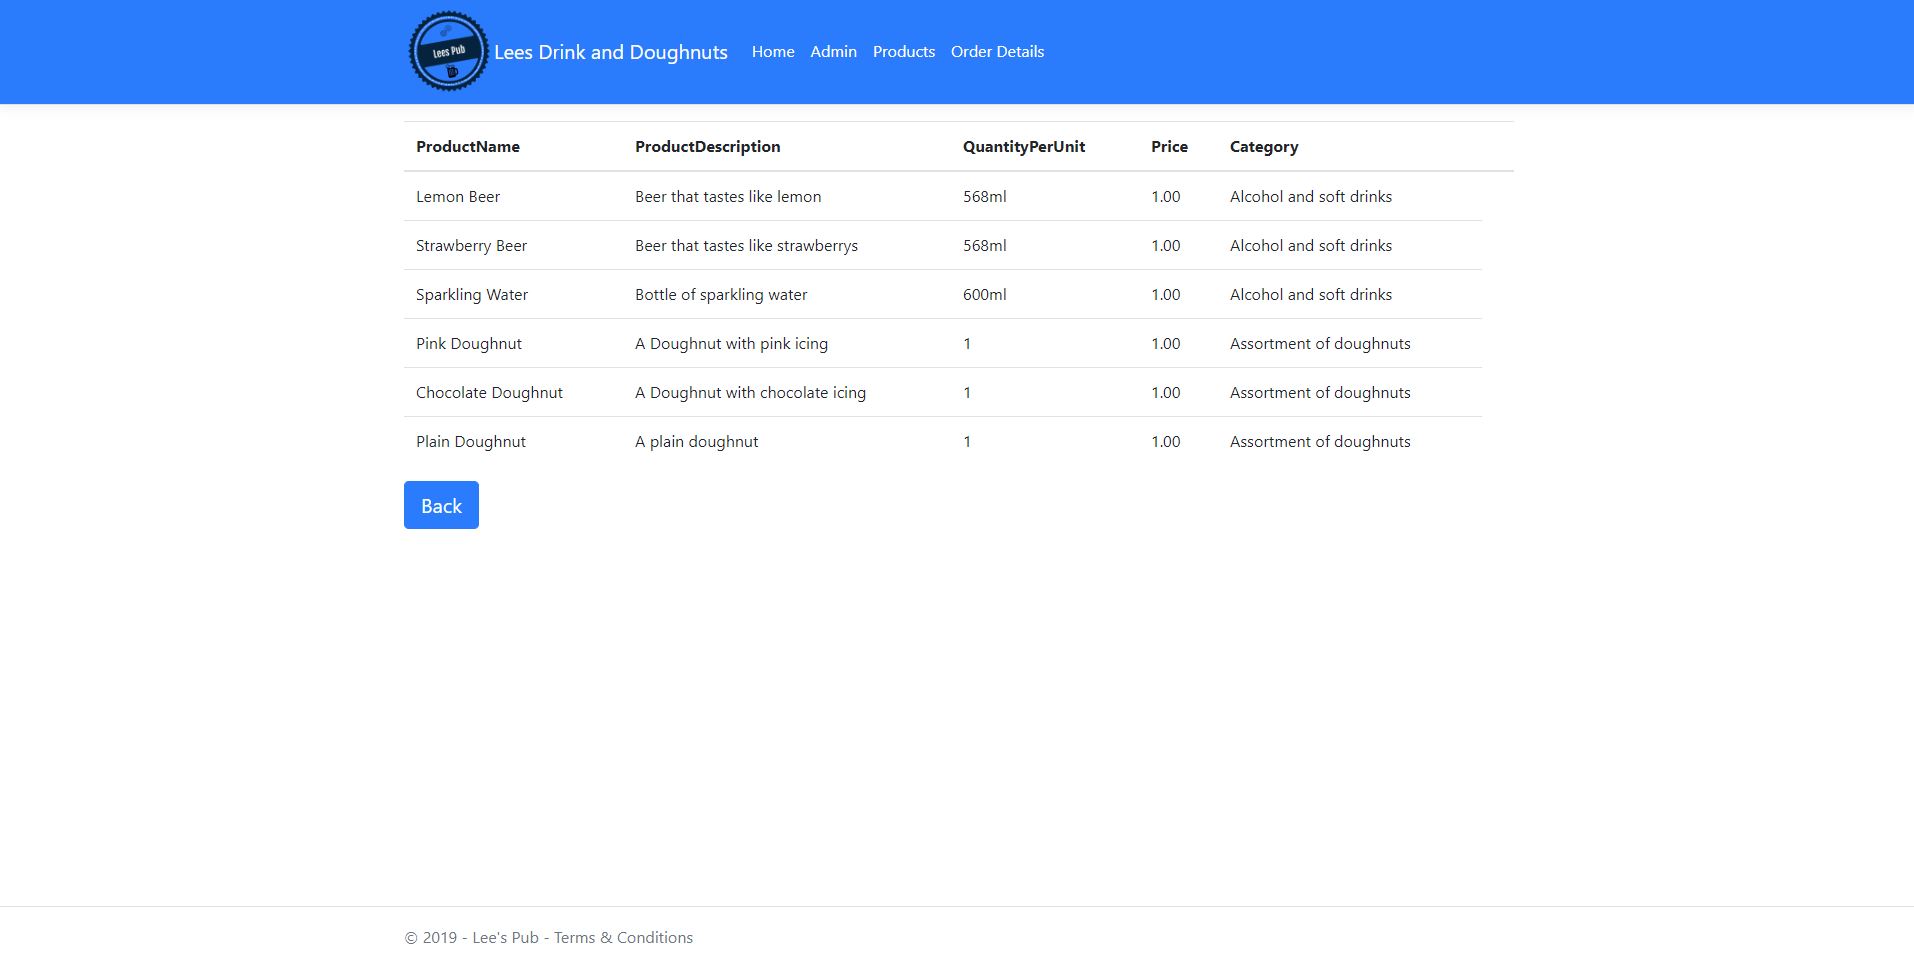 Lees Pub
Lees Drink and Doughnuts Home Admin Products Order Details
ProductName ProductDescription QuantityPerUnit Price Category
Lemon Beer Beer that tastes like lemon 568ml 1.00 Alcohol and soft drinks
Strawberry Beer Beer that tastes like strawberrys 568ml 1.00 Alcohol and soft drinks
Sparkling Water Bottle of sparkling water 600ml 1.00 Alcohol and soft drinks
Pink Doughnut A Doughnut with pink icing 1 1.00 Assortment of doughnuts
Chocolate Doughnut A Doughnut with chocolate icing 1 1.00 Assortment of doughnuts
Plain Doughnut A plain doughnut 1 1.00 Assortment of doughnuts
Back
© 2019 - Lee's Pub - Terms & Conditions